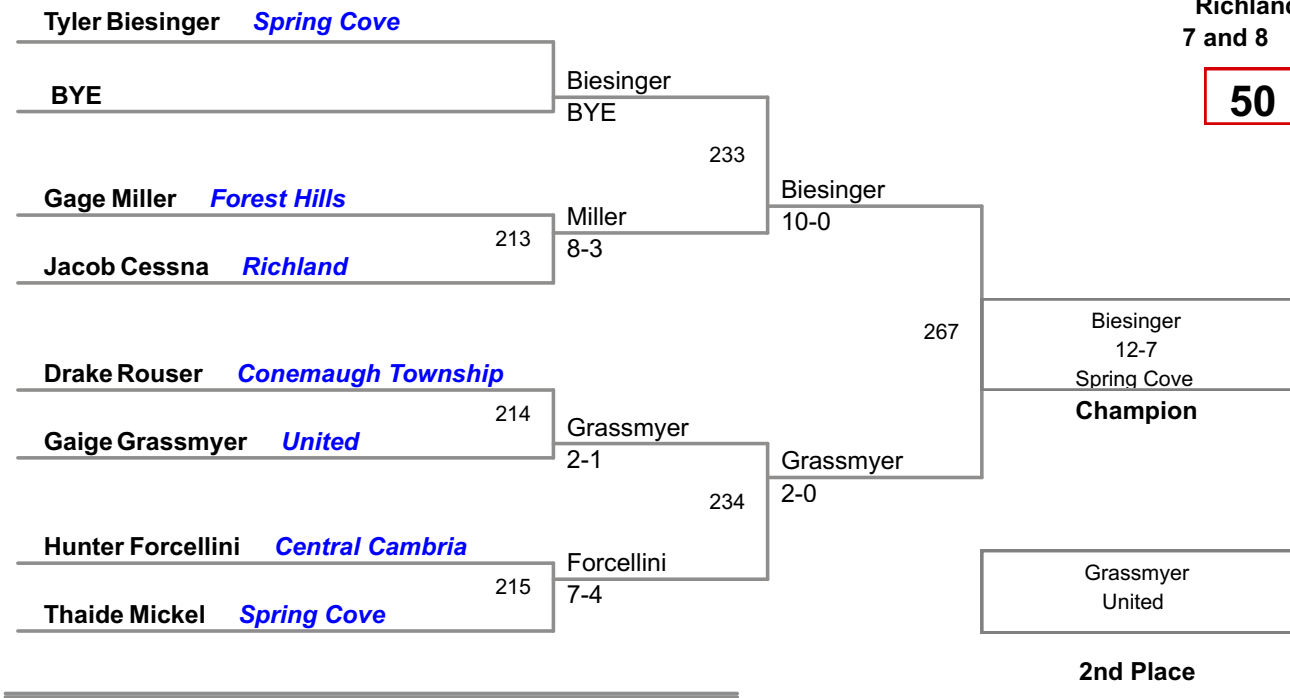 Tyler Biesinger Spring Cove
BYE
Biesinger
BYE
233
Gage Miller Forest Hills
213
Jacob Cessna Richland
Miller
8-3
Biesinger
10-0
267
Drake Rouser Conemaugh Township
214
Gaige Grassmyer United
Grassmyer
2-1
234
Grassmyer
2-0
Hunter Forcellini Central Cambria
215
Thaide Mickel Spring Cove
Forcellini
7-4
Richland
7 and 8
50
Biesinger
12-7
Spring Cove
Champion
Grassmyer
United
2nd Place